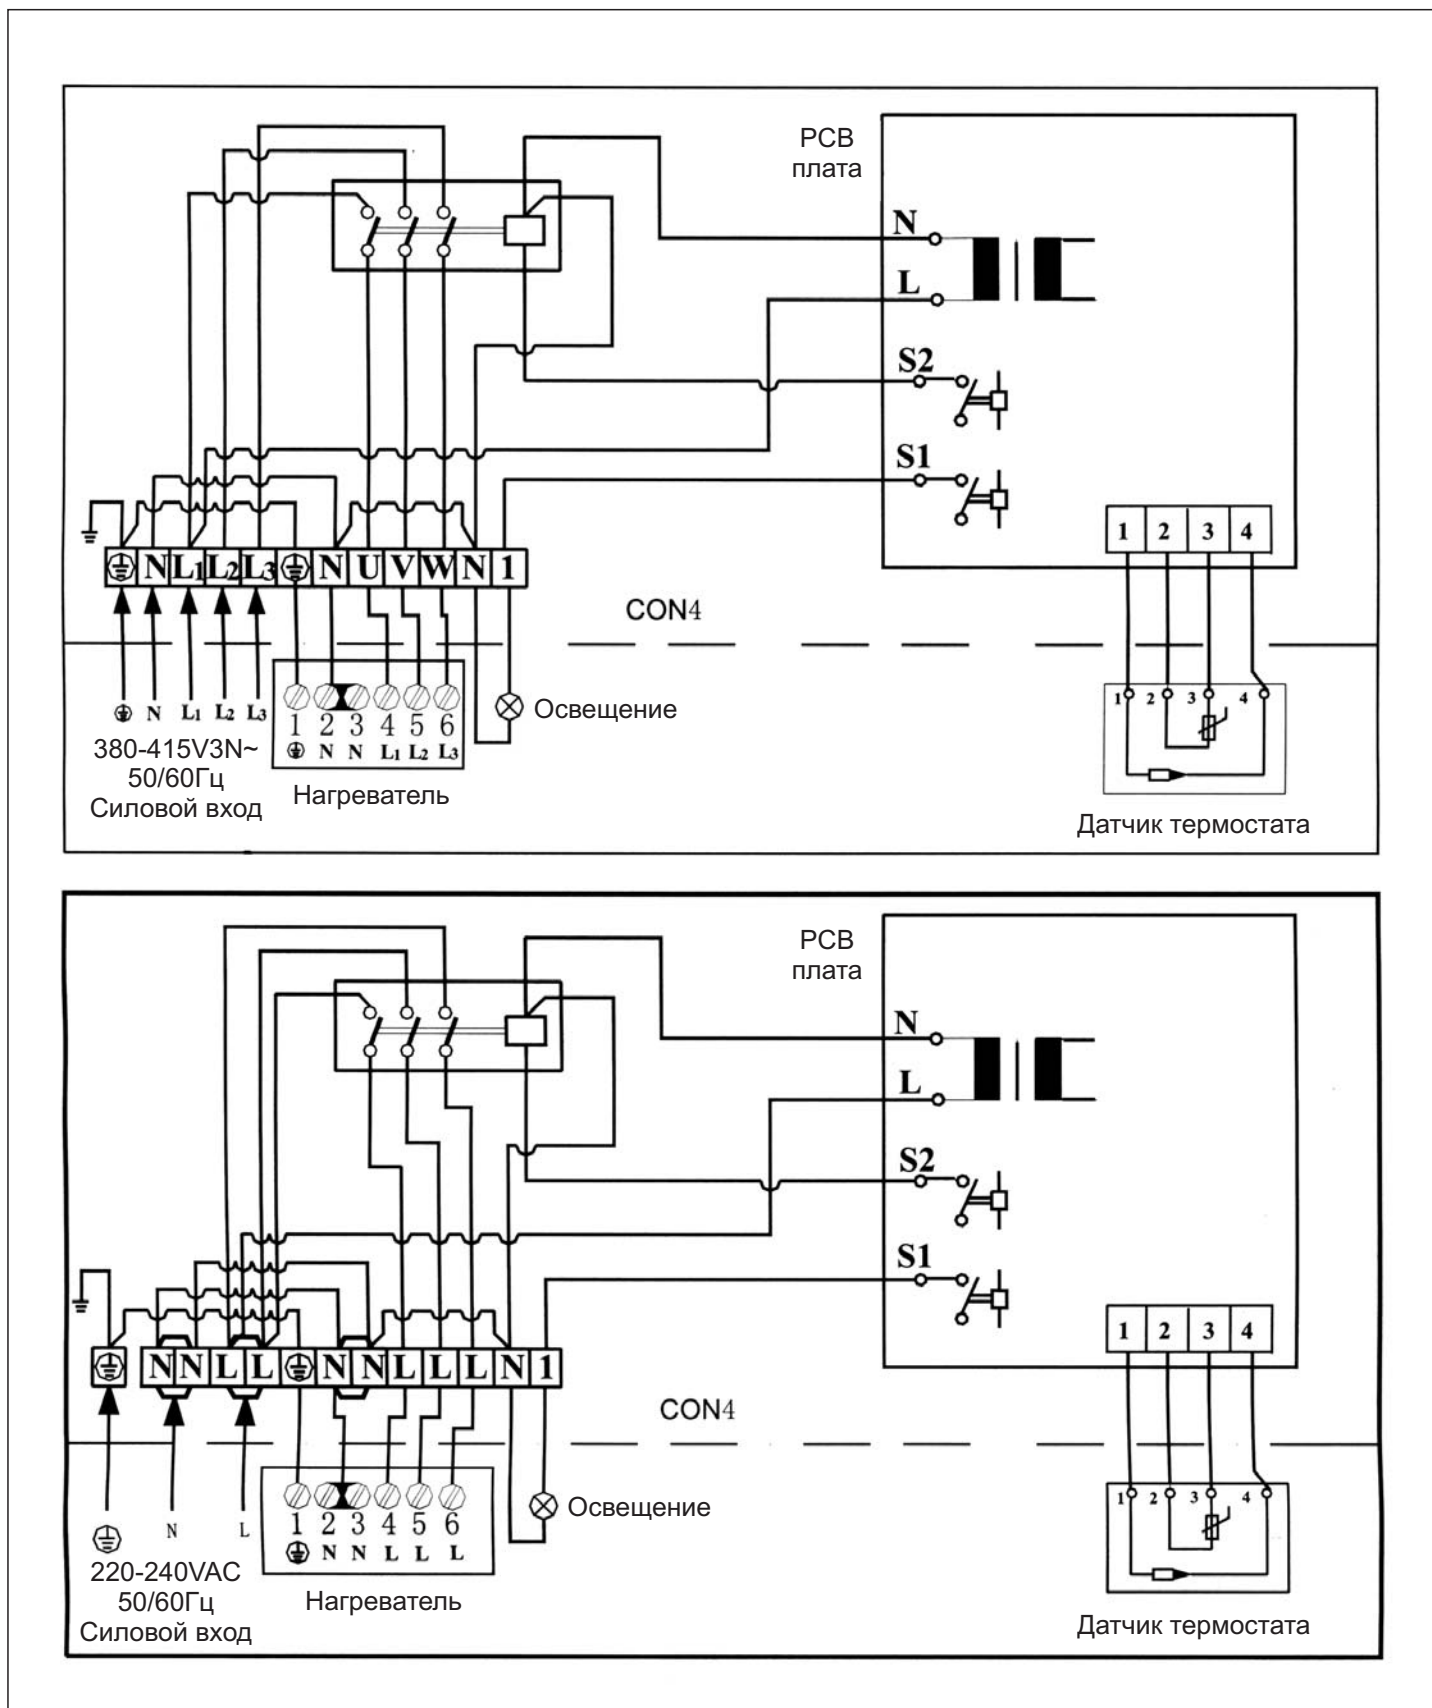 PCB
плата
N
L
S2
S1
1 2 3 4
N L1 L2 L3 N U V W N 1
CON4
N L1 L2 L3
380-415V3N~
50/60Гц
Силовой вход
1 2 3 4 5 6
N N L1 L2 L3
Нагреватель
Освещение
1 2 3 4
Датчик термостата
PCB
плата
N
L
S2
S1
1 2 3 4
N N L L N N L L L N 1
CON4
N L
220-240VAC
50/60Гц
Силовой вход
1 2 3 4 5 6
N N L L L
Нагреватель
Освещение
1 2 3 4
Датчик термостата